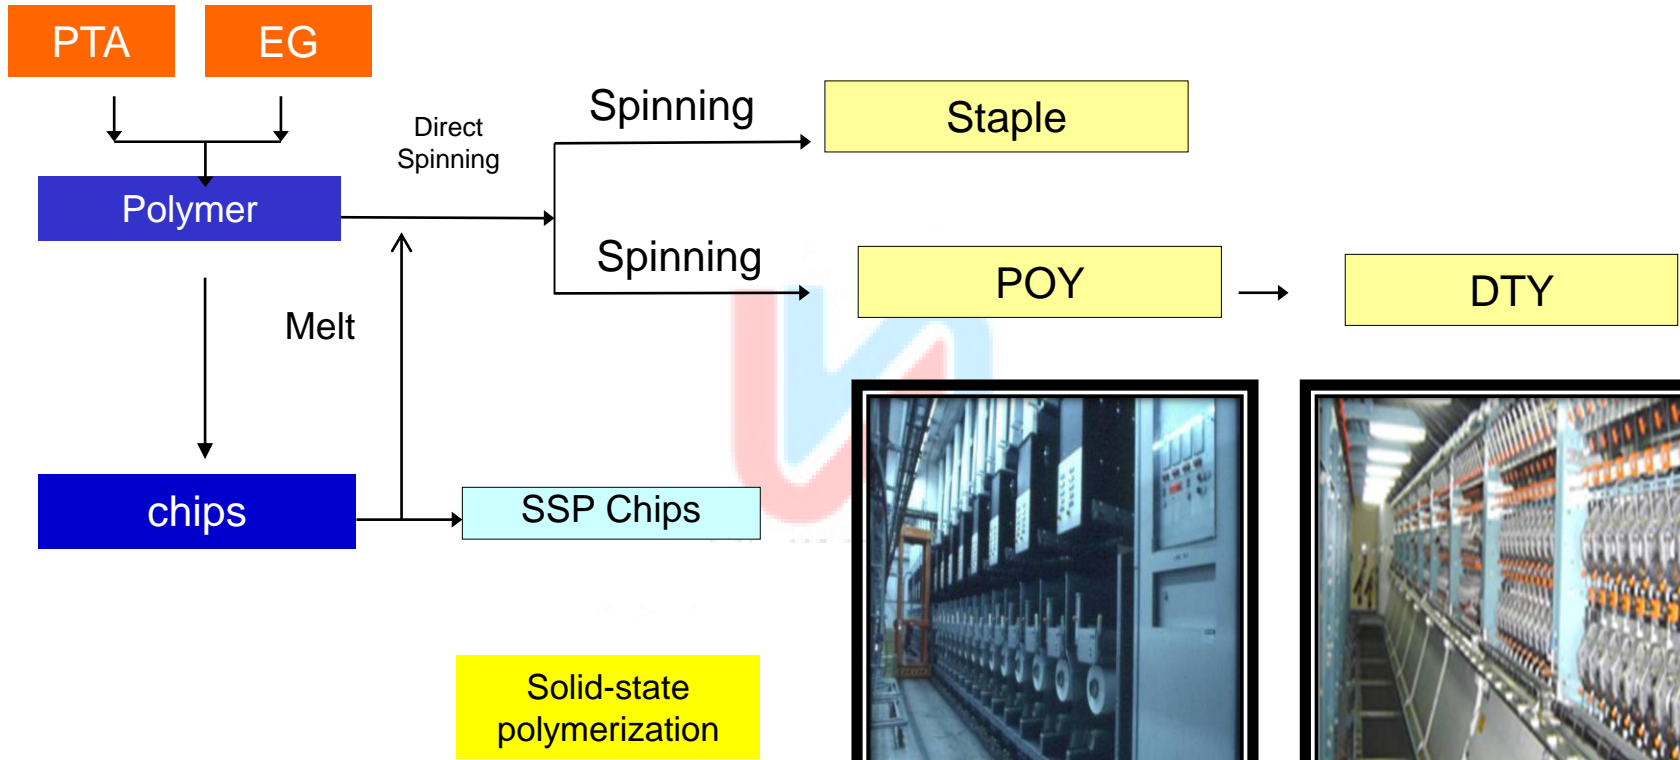 PTA
EG
Direct
Spinning
Spinning
Staple
Polymer
Spinning
POY
DTY
Melt
chips
SSP Chips
Solid-state
polymerization